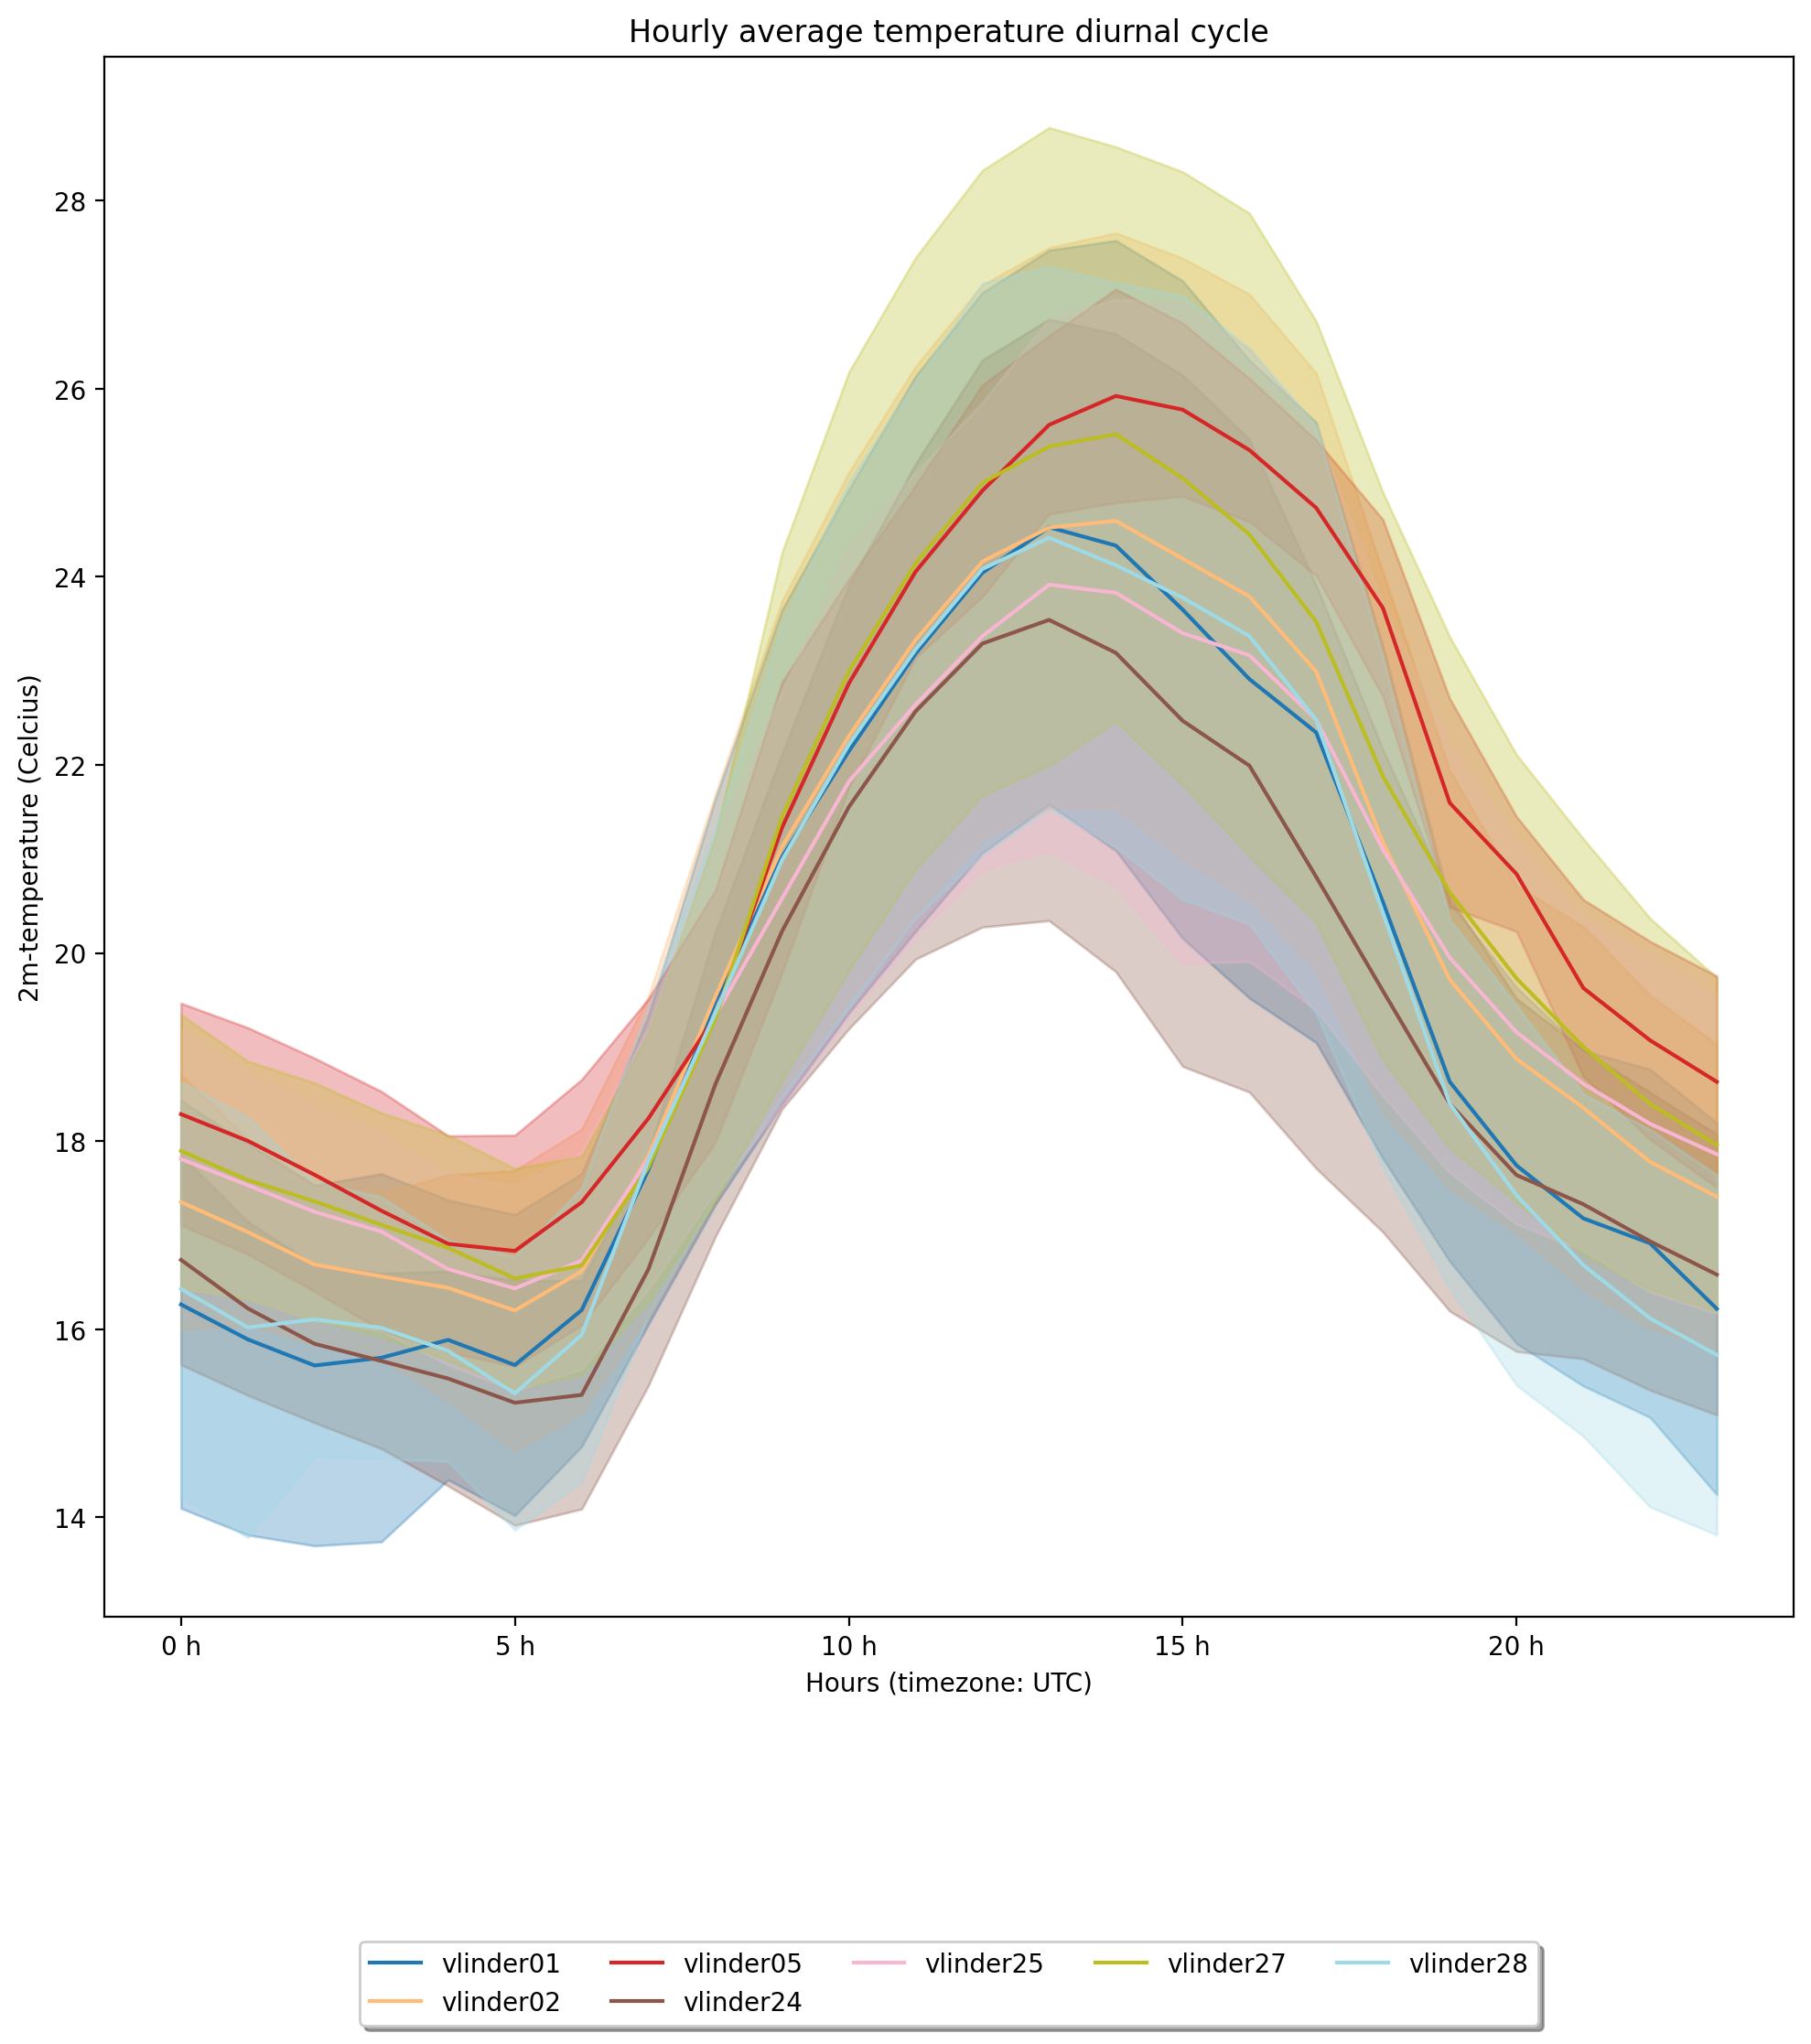 Hourly average temperature diurnal cycle
2m-temperature (Celcius)
28
26
24
22
20
18
16
14
0 h 5 h 10 h 15 h 20 h
Hours (timezone: UTC)
vlinder01 vlinder05 vlinder25 vlinder27 vlinder28
vlinder02 vlinder24